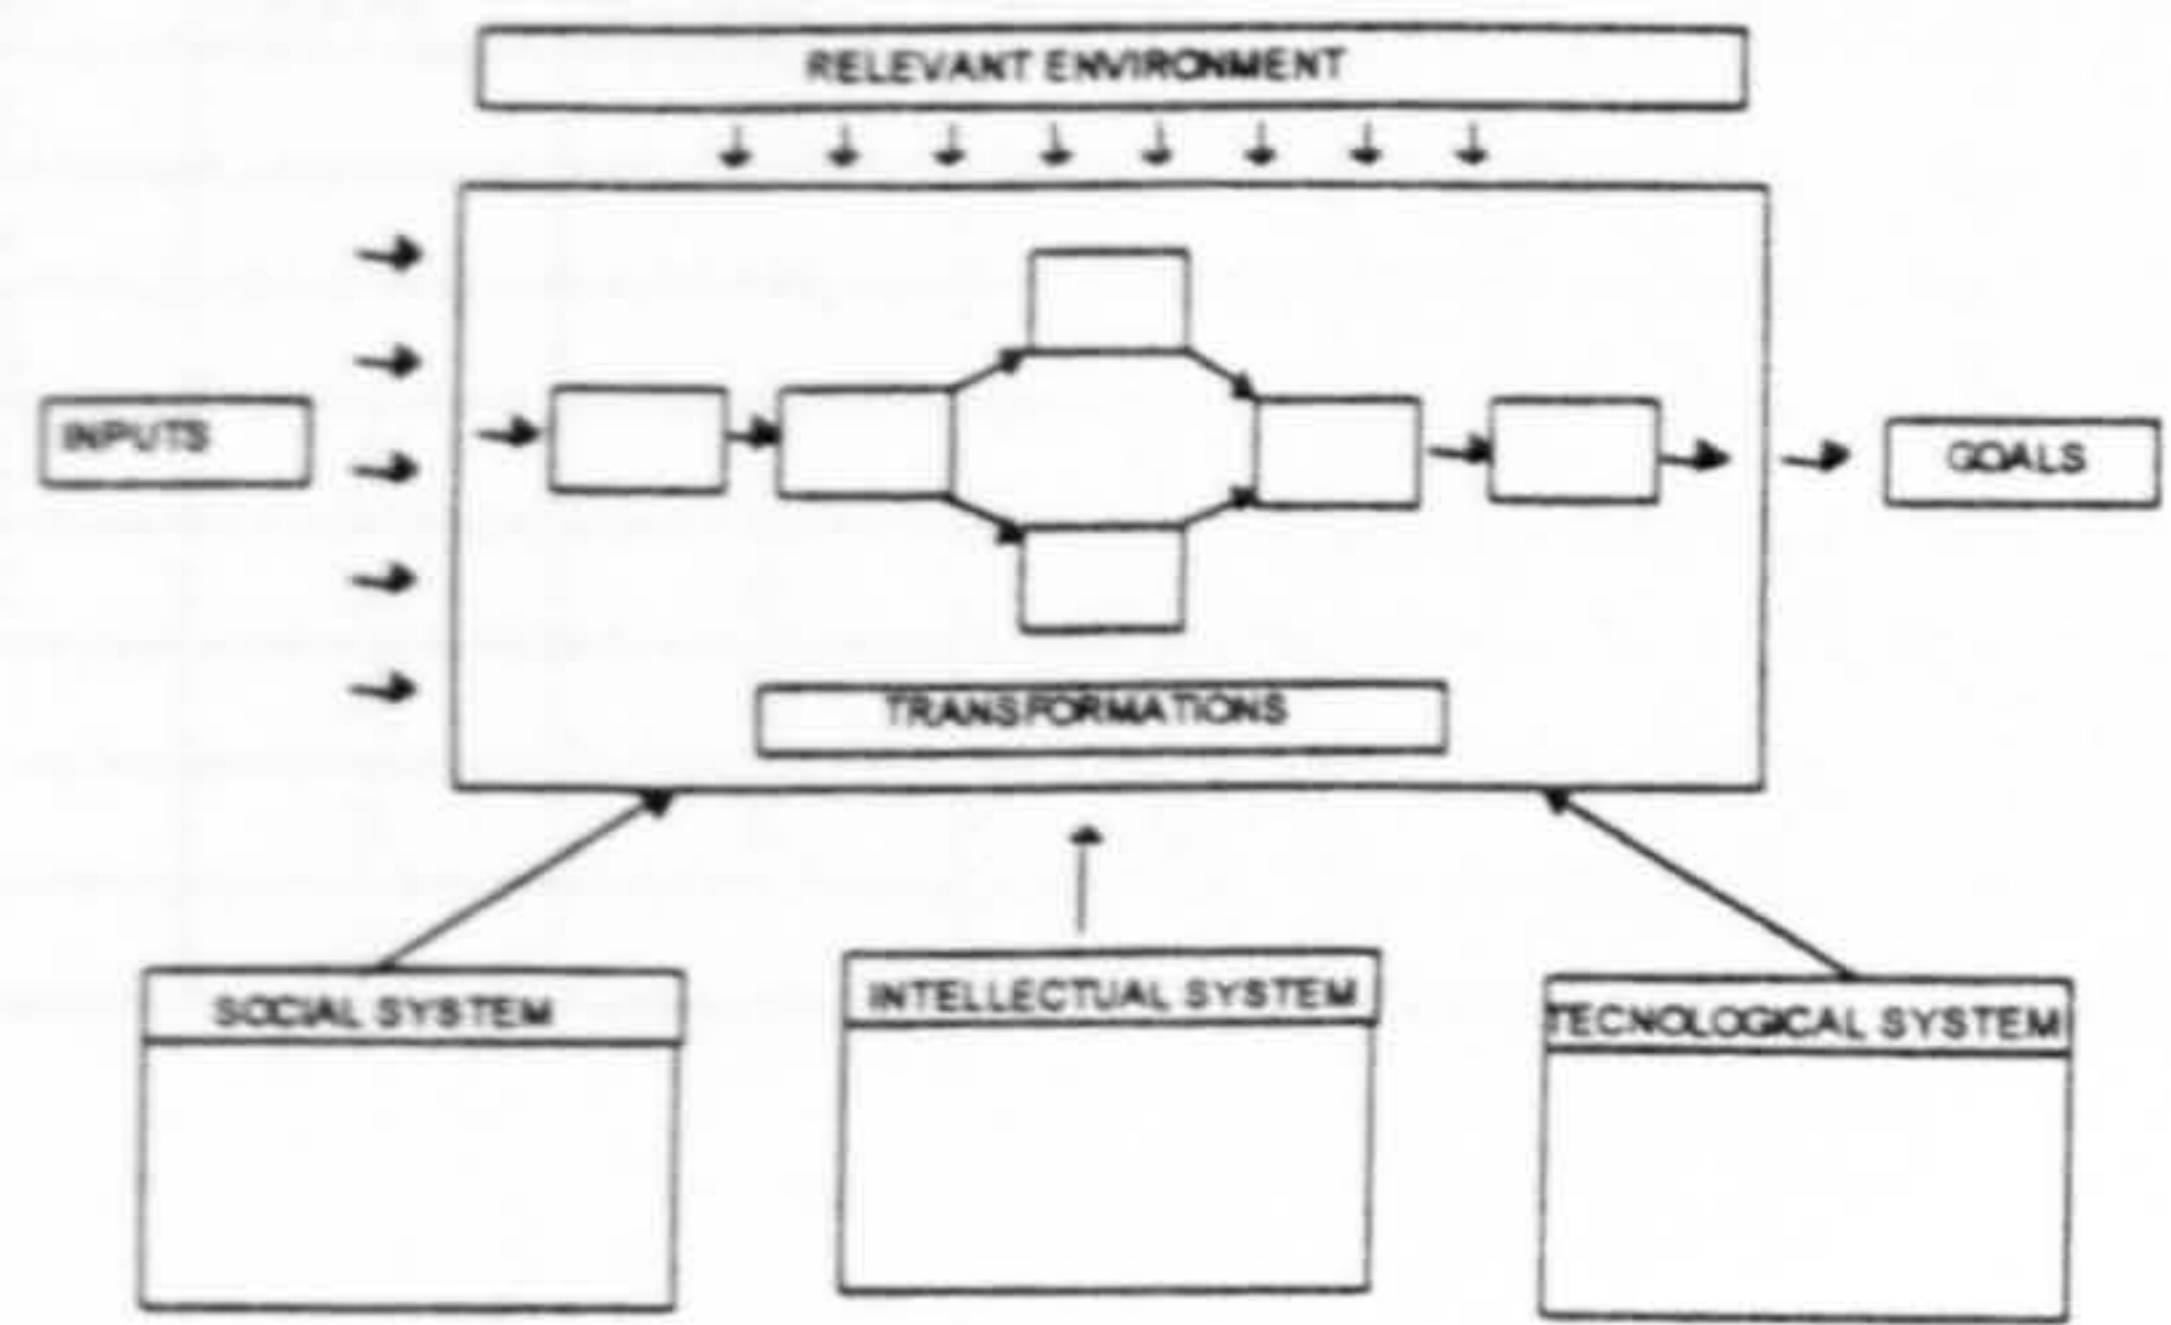 RELEVANT ENVIRONMENT
INPUTS
GOALS
TRANSFORMATIONS
SOCIAL SYSTEM
INTELLECTUAL SYSTEM
TECNOLOGICAL SYSTEM